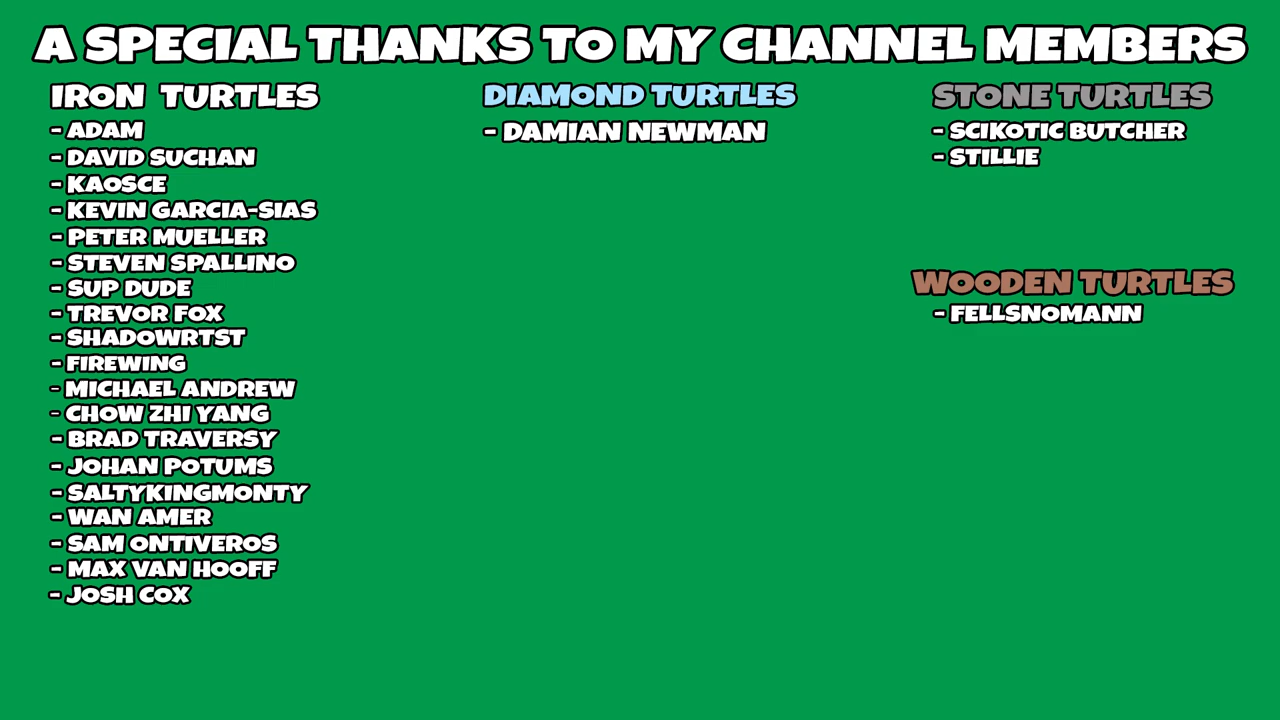 A SPECIAL THANKS TO MY CHANNEL MEMBERS
IRON TURTLES
- ADAM
- DAVID SUCHAN
- KAOSCE
- KEVIN GARCIA-SIAS
- PETER MUELLER
- STEVEN SPALLINO
- SUP DUDE
- TREVOR FOX
- SHADOWRTST
- FIREWING
- MICHAEL ANDREW
- CHOW ZHI YANG
- BRAD TRAVERSY
- JOHAN POTUMS
- SALTYKINGMONTY
- WAN AMER
- SAM ONTIVEROS
- MAX VAN HOOFF
- JOSH COX
DIAMOND TURTLES
- DAMIAN NEWMAN
STONE TURTLES
- SCIKOTIC BUTCHER
- STILLIE
WOODEN TURTLES
- FELLSNOMANN